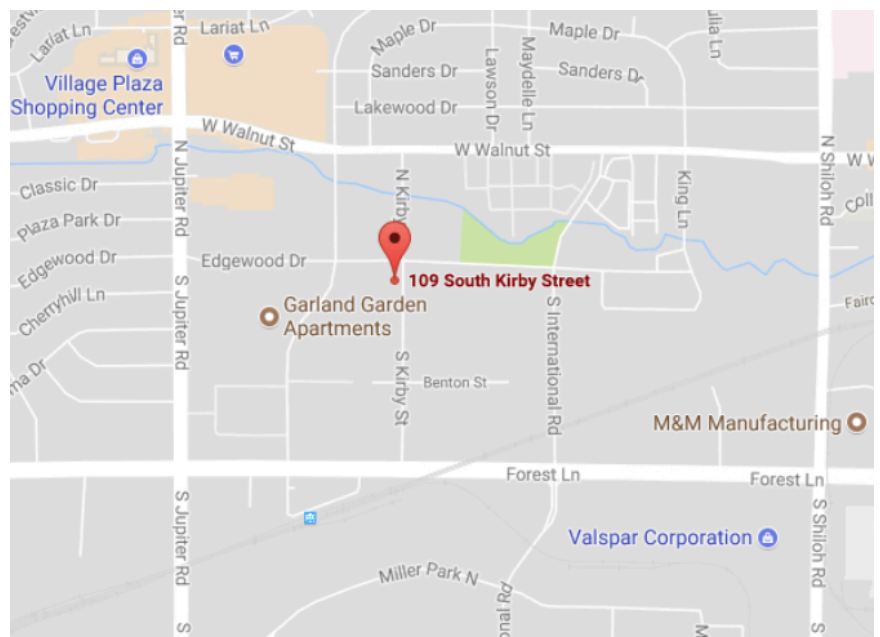 Lariat Ln
Lariat Ln
Rd
Maple Dr
Maple Dr
Village Plaza
Shopping Center
Sanders Dr
Lawson Dr
Maydelle Ln
Sanders Dr
Lakewood Dr
W Walnut St
W Walnut St
N Jupiter Rd
N Kirby
King Ln
N Shiloh Rd
Classic Dr
Plaza Park Dr
Edgewood Dr
Edgewood Dr
Cherryhill Ln
S Jupiter Rd
109 South Kirby Street
Garland Garden
Apartments
S International Rd
S Kirby St
Benton St
M&M Manufacturing
Forest Ln
Forest Ln
S Jupiter Rd
S Shiloh Rd
Valspar Corporation
Miller Park N
S
S